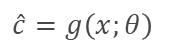 ĉ = g(x; θ)